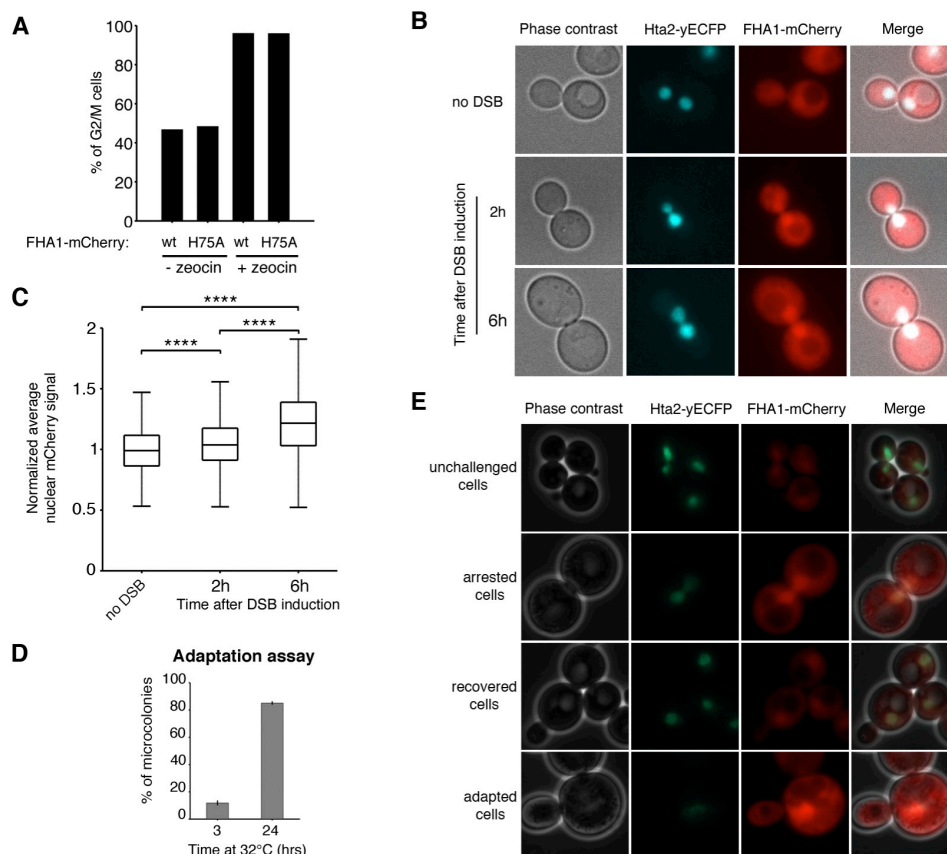 A
% of G2/M cells
100
80
60
40
20
0
FHA1-mCherry: wt H75A wt H75A
- zeocin + zeocin
B
Phase contrast Hta2-yECFP FHA1-mCherry Merge
no DSB
Time after DSB induction
2h
6h
C
Normalized average
nuclear mCherry signal
2
1.5
1
0.5
0
****
****
****
no DSB 2h 6h
Time after DSB induction
D
Adaptation assay
% of microcolonies
100
80
60
40
20
0
3 24
Time at 32°C (hrs)
E
Phase contrast Hta2-yECFP FHA1-mCherry Merge
unchallenged
cells
arrested
cells
recovered
cells
adapted
cells